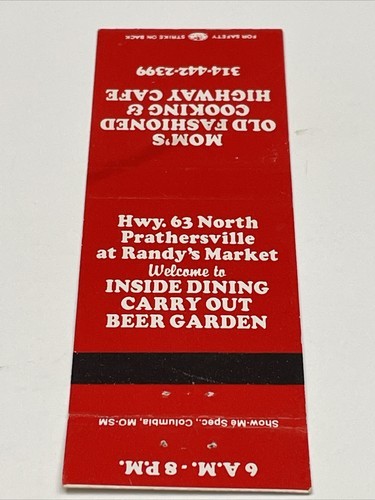 FOR SAFETY STRIKE ON BACK
314-442-2399
MOM'S
OLD FASHIONED
COOKING &
HIGHWAY CAFE
Hwy. 63 North
Prathersville
at Randy's Market
Welcome to
INSIDE DINING
CARRY OUT
BEER GARDEN
Show-Me Spec., Columbia, MO-SM
6 A.M. - 8 P.M.